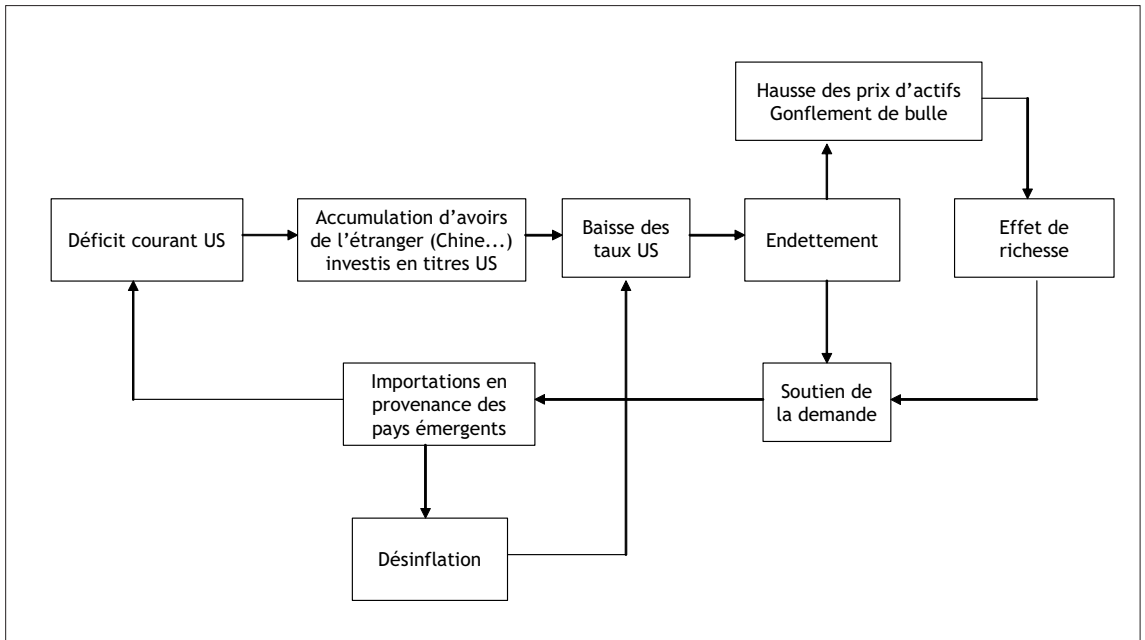 Hausse des prix d’actifs
Gonflement de bulle
Déficit courant US
Accumulation d’avoirs
de l’étranger (Chine...)
investis en titres US
Baisse des
taux US
Endettement
Effet de
richesse
Importations en
provenance des
pays émergents
Soutien de
la demande
Désinflation